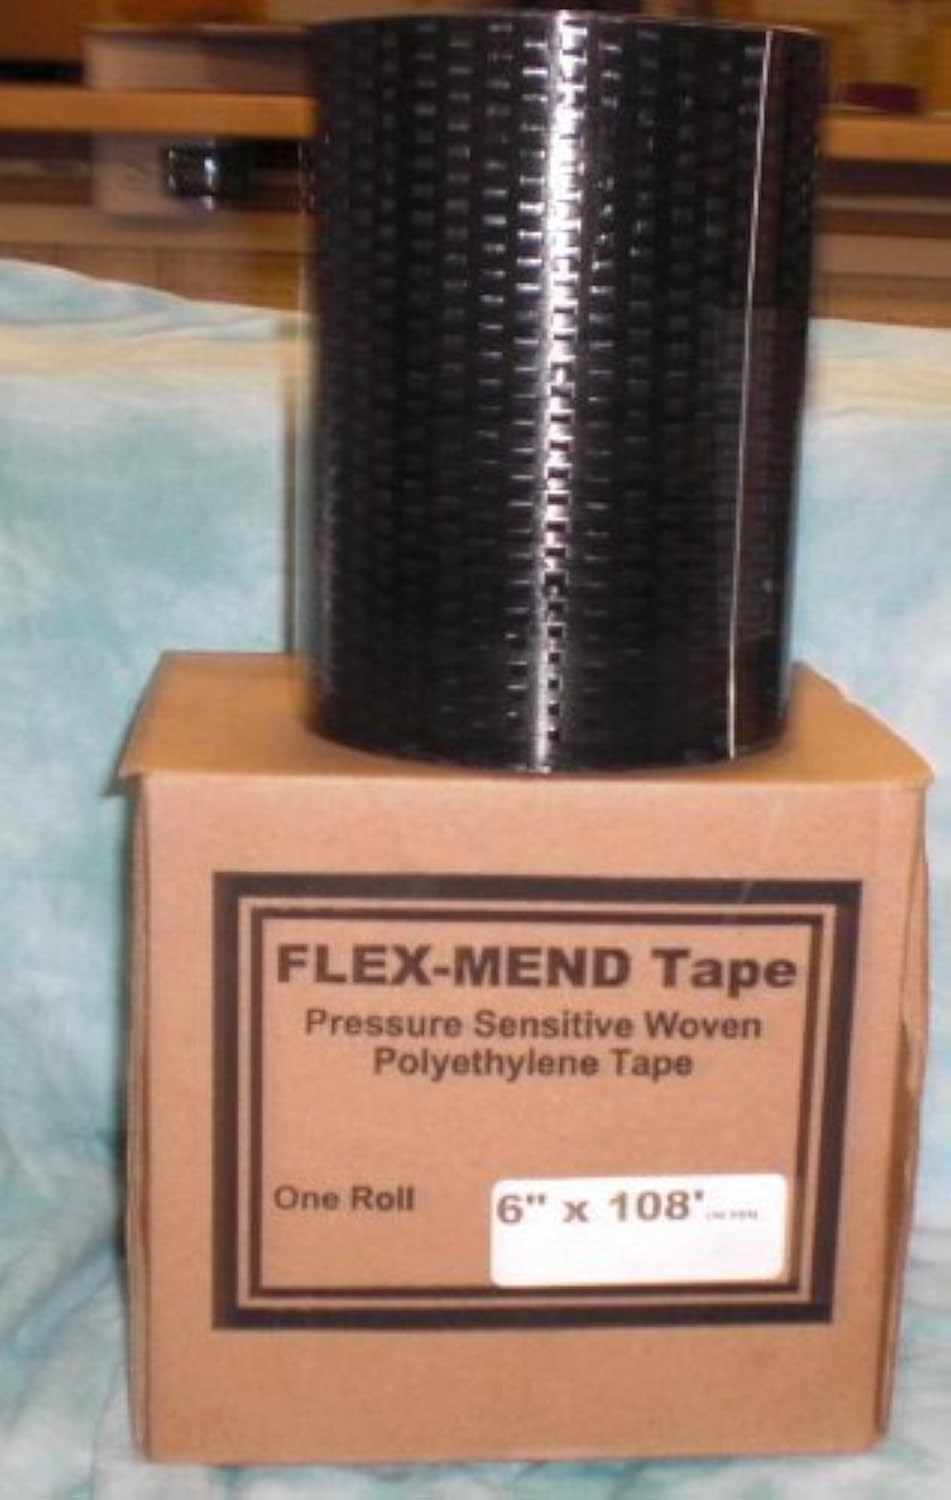 FLEX-MEND Tape
Pressure Sensitive Woven
Polyethylene Tape
One Roll
6" x 108'